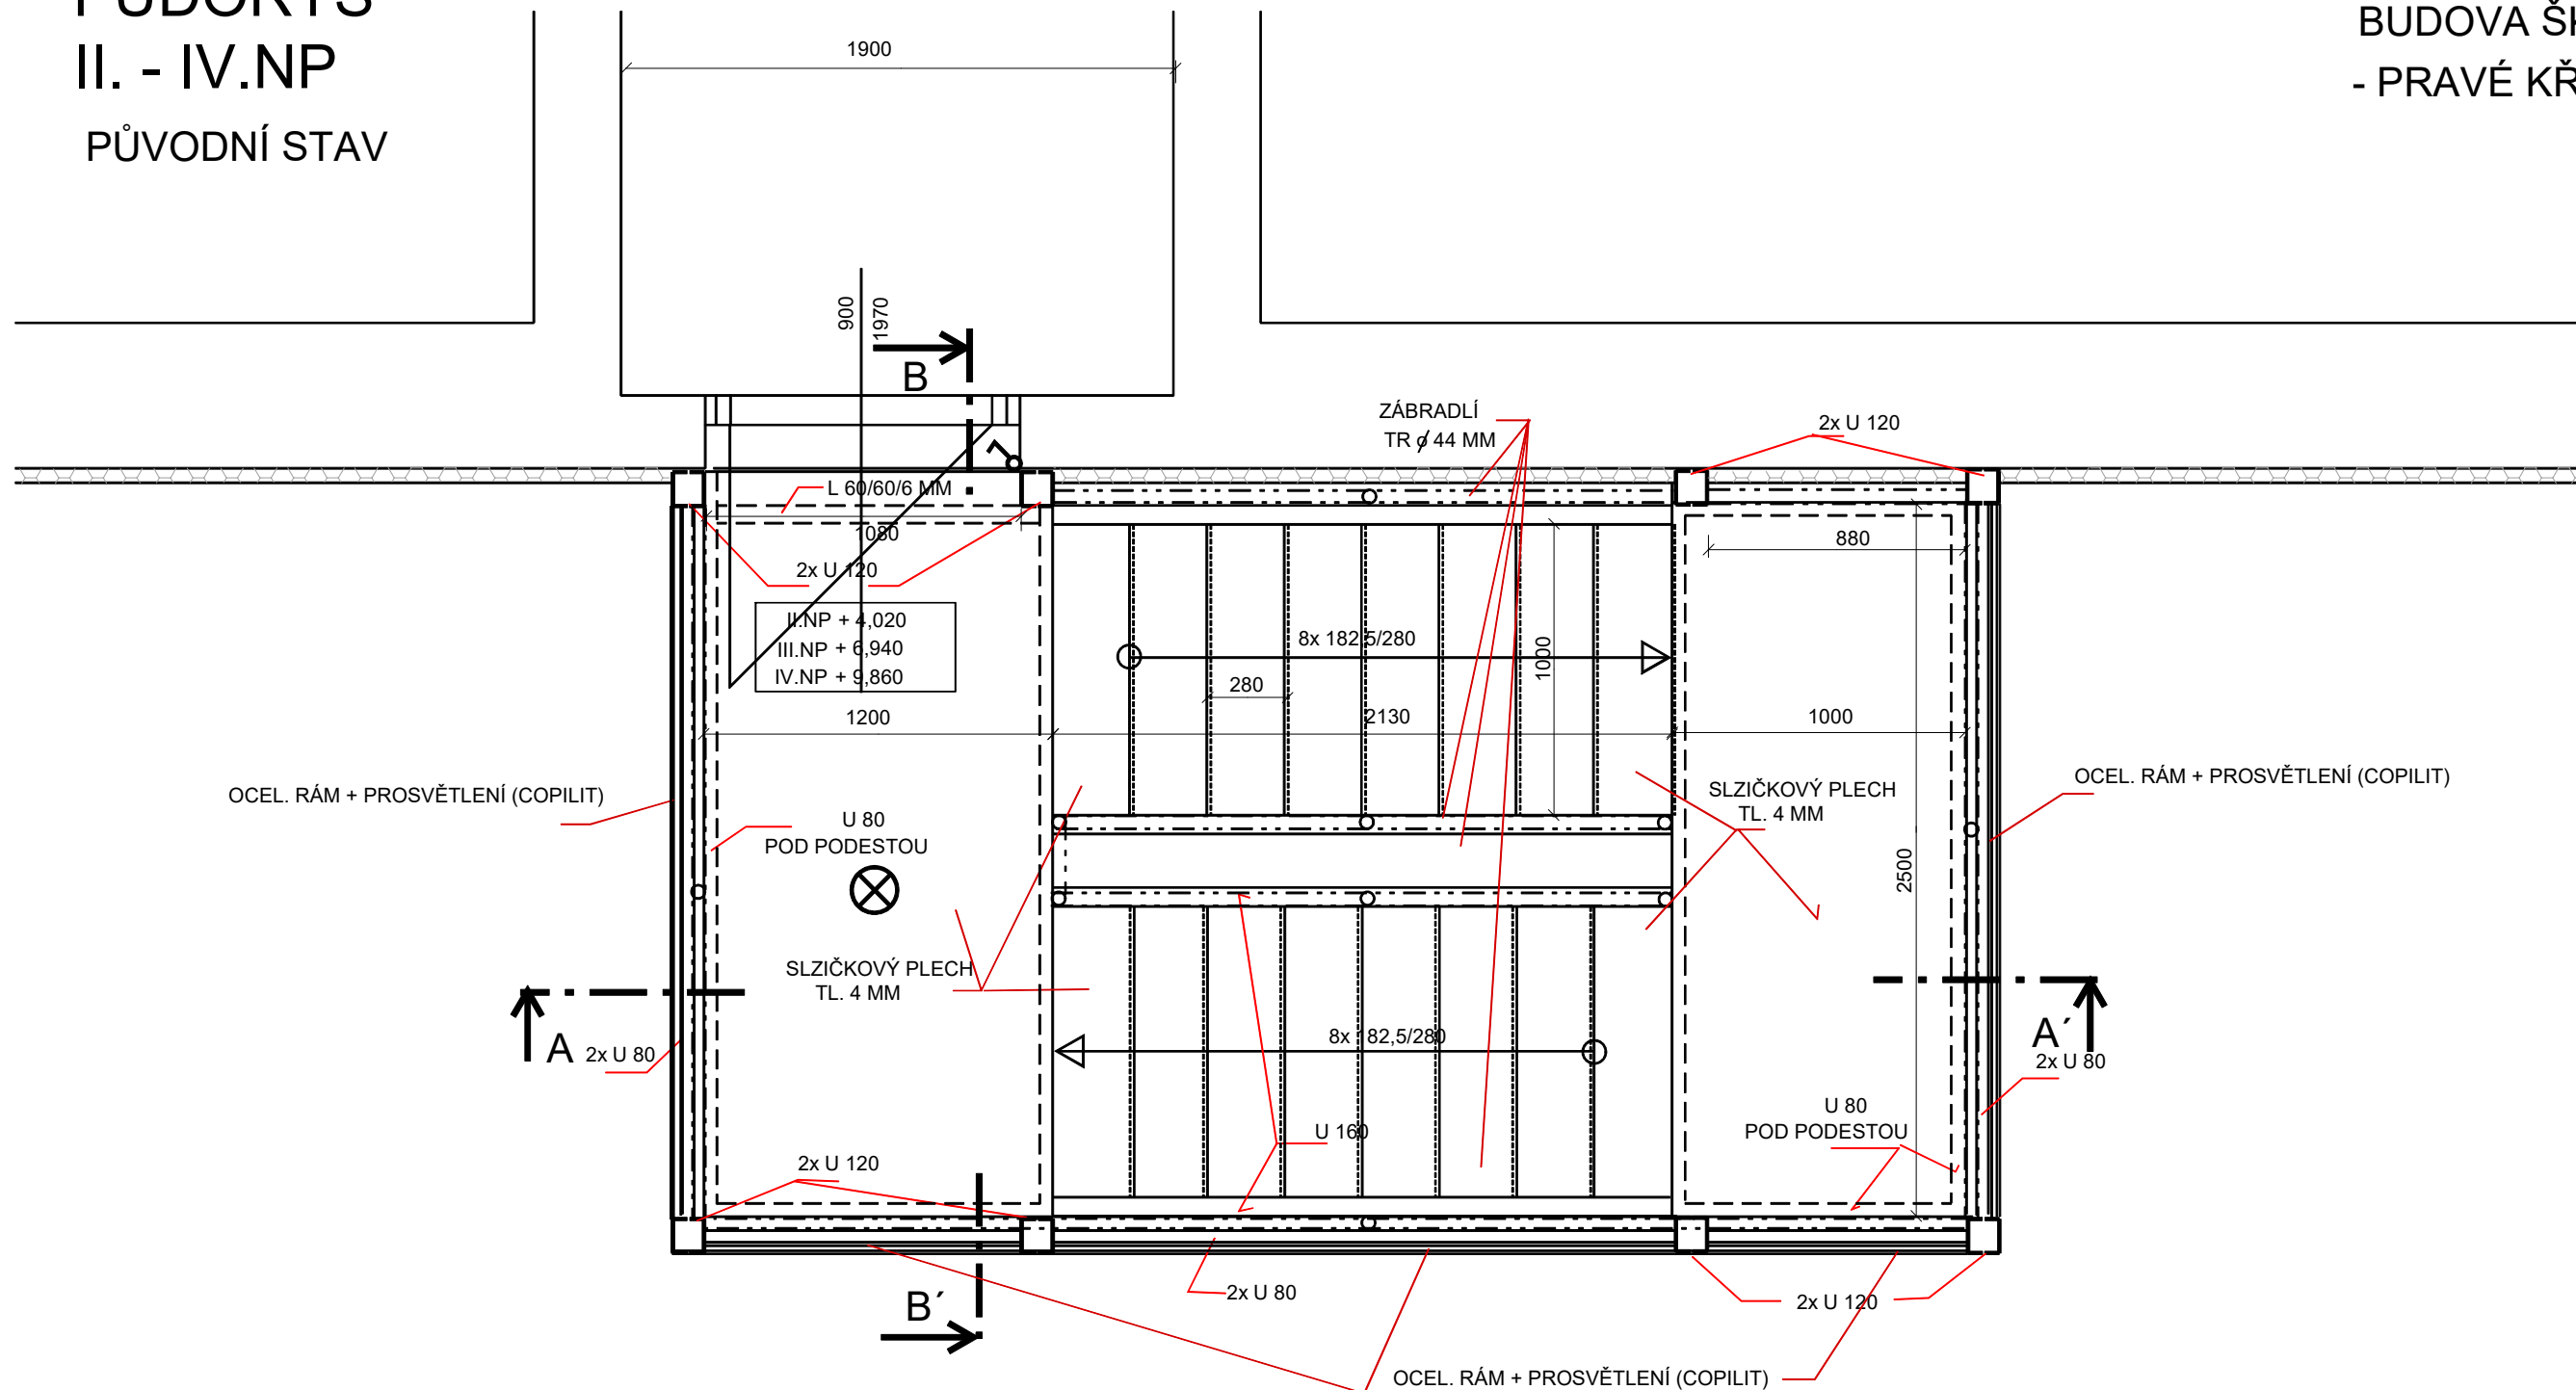 II. - IV.NP
PŮVODNÍ STAV
BUDOVA
- PRAVÉ
1900
900
1970
B
ZÁBRADLÍ
TR ø 44 MM
2x U 120
L 60/60/6 MM
1080
2x U 120
880
II.NP + 4,020
III.NP + 6,940
IV.NP + 9,860
8x 182,5/280
1000
280
1200
2130
1000
OCEL. RÁM + PROSVĚTLENÍ (COPILIT)
OCEL. RÁM + PROSVĚTLENÍ (COPILIT)
SLZIČKOVÝ PLECH
TL. 4 MM
U 80
POD PODESTOU
2500
SLZIČKOVÝ PLECH
TL. 4 MM
A
2x U 80
8x 182,5/280
A´
2x U 80
U 80
POD PODESTOU
U 160
2x U 120
B´
2x U 80
2x U 120
OCEL. RÁM + PROSVĚTLENÍ (COPILIT)